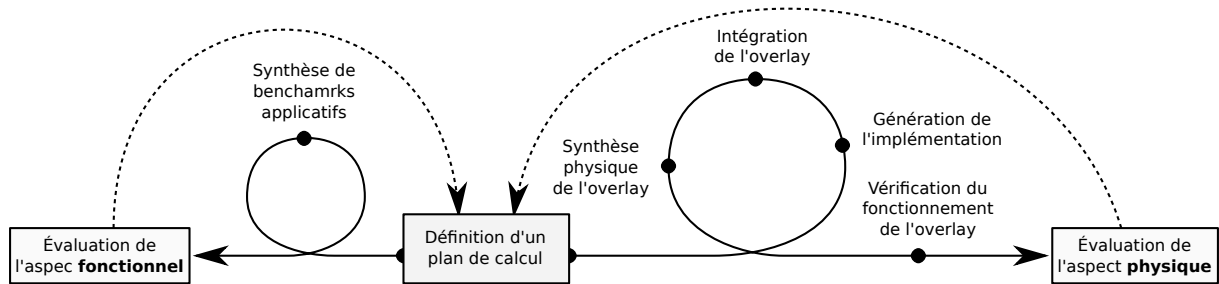 Synthèse de
benchamrks
applicatifs
Intégration
de l'overlay
Génération de
l'implémentation
Synthèse
physique
de l'overlay
Vérification du
fonctionnement
de l'overlay
Évaluation de
l'aspec fonctionnel
Définition d'un
plan de calcul
Évaluation de
l'aspect physique